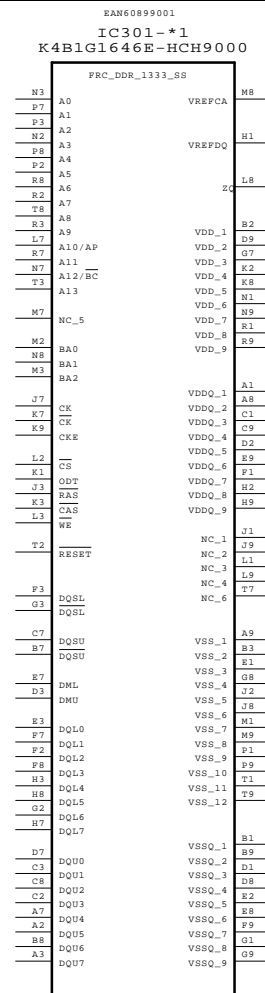 EAN60899001
IC301-*1
K4B1G1646E-HCH9000
FRC_DDR_1333_SS
N3 A0 VREFCA M8
P7 A1
P3 A2
N2 A3 VREFDQ H1
P8 A4
P2 A5
R8 A6 ZQ L8
R2 A7
T8 A8
R3 A9 VDD_1 B2
L7 A10/AP VDD_2 D9
R7 A11 VDD_3 G7
N7 A12/BC VDD_4 K2
T3 A13 VDD_5 K8
VDD_6 N1
M7 NC_5 VDD_7 N9
VDD_8 R1
M2 BA0 VDD_9 R9
N8 BA1
M3 BA2
VDDQ_1 A1
J7 CK VDDQ_2 A8
K7 CK VDDQ_3 C1
K9 CKE VDDQ_4 C9
VDDQ_5 D2
L2 CS VDDQ_6 E9
K1 ODT VDDQ_7 F1
J3 RAS VDDQ_8 H2
K3 CAS VDDQ_9 H9
L3 WE
NC_1 J1
T2 RESET NC_2 J9
NC_3 L1
NC_4 L9
F3 DQSL NC_6 T7
G3 DQSL
C7 DQSU VSS_1 A9
B7 DQSU VSS_2 B3
VSS_3 E1
E7 DML VSS_4 G8
D3 DMU VSS_5 J2
VSS_6 J8
E3 DQL0 VSS_7 M1
F7 DQL1 VSS_8 M9
F2 DQL2 VSS_9 P1
F8 DQL3 VSS_10 P9
H3 DQL4 VSS_11 T1
H8 DQL5 VSS_12 T9
G2 DQL6
H7 DQL7
VSSQ_1 B1
D7 DQU0 VSSQ_2 B9
C3 DQU1 VSSQ_3 D1
C8 DQU2 VSSQ_4 D8
C2 DQU3 VSSQ_5 E2
A7 DQU4 VSSQ_6 E8
A2 DQU5 VSSQ_7 F9
B8 DQU6 VSSQ_8 G1
A3 DQU7 VSSQ_9 G9